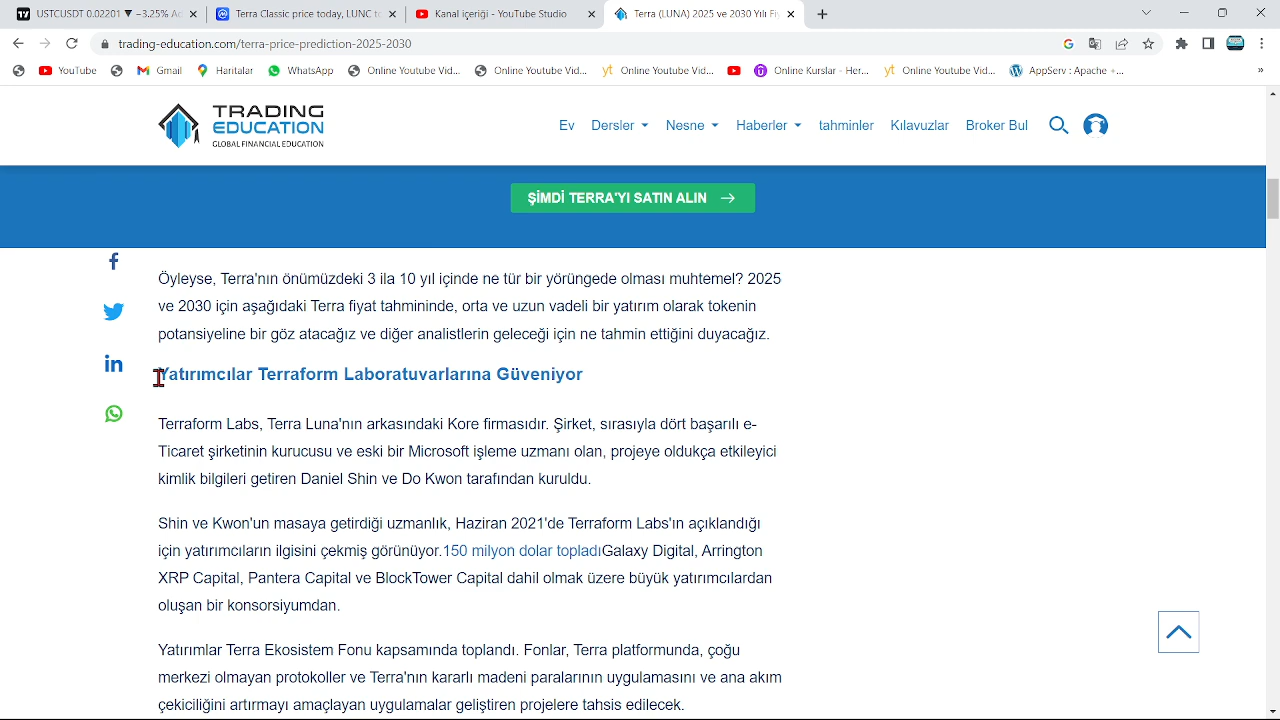 USTCUSDT 0.02201 ▼ −3.25% Ac
Terra Classic price today, LUNC to
Kanal içeriği - YouTube Studio
Terra (LUNA) 2025 ve 2030 Yılı Fiy
trading-education.com/terra-price-prediction-2025-2030
YouTube
Gmail
Haritalar
WhatsApp
Online Youtube Vid...
Online Youtube Vid...
Online Youtube Vid...
Online Kurslar - Her...
Online Youtube Vid...
AppServ : Apache +...
»
TRADING
EDUCATION
GLOBAL FINANCIAL EDUCATION
Ev
Dersler
Nesne
Haberler
tahminler
Kılavuzlar
Broker Bul
ŞİMDİ TERRA'YI SATIN ALIN →
Öyleyse, Terra'nın önümüzdeki 3 ila 10 yıl içinde ne tür bir yörüngede olması muhtemel? 2025
ve 2030 için aşağıdaki Terra fiyat tahmininde, orta ve uzun vadeli bir yatırım olarak tokenin
potansiyeline bir göz atacağız ve diğer analistlerin geleceği için ne tahmin ettiğini duyacağız.
Yatırımcılar Terraform Laboratuvarlarına Güveniyor
Terraform Labs, Terra Luna'nın arkasındaki Kore firmasıdır. Şirket, sırasıyla dört başarılı e-
Ticaret şirketinin kurucusu ve eski bir Microsoft işleme uzmanı olan, projeye oldukça etkileyici
kimlik bilgileri getiren Daniel Shin ve Do Kwon tarafından kuruldu.
Shin ve Kwon'un masaya getirdiği uzmanlık, Haziran 2021'de Terraform Labs'ın açıklandığı
için yatırımcıların ilgisini çekmiş görünüyor.150 milyon dolar topladıGalaxy Digital, Arrington
XRP Capital, Pantera Capital ve BlockTower Capital dahil olmak üzere büyük yatırımcılardan
oluşan bir konsorsiyumdan.
Yatırımlar Terra Ekosistem Fonu kapsamında toplandı. Fonlar, Terra platformunda, çoğu
merkezi olmayan protokoller ve Terra'nın kararlı madeni paralarının uygulamasını ve ana akım
çekiciliğini artırmayı amaçlayan uygulamalar geliştiren projelere tahsis edilecek.